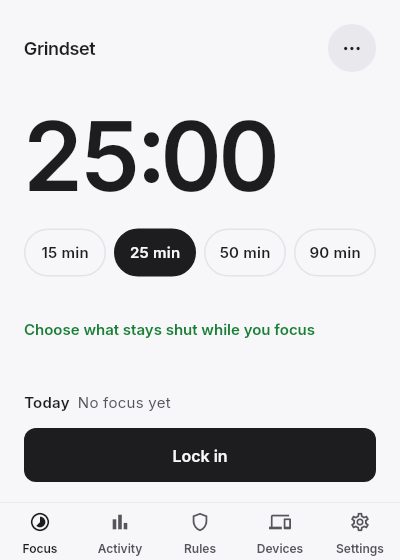 Grindset
25:00
15 min 25 min 50 min 90 min
Choose what stays shut while you focus
Today No focus yet
Lock in
Focus Activity Rules Devices Settings